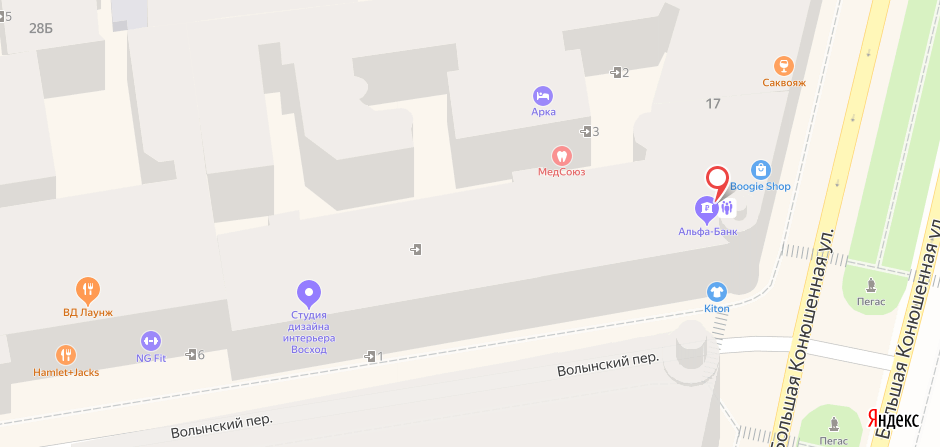 5
28Б
2
Саквояж
17
Арка
3
МедСоюз
Boogie Shop
Альфа-Банк
ВД Лаунж
Студия
дизайна
интерьера
Восход
Kiton
Пегас
NG Fit
6
1
Hamlet+Jacks
Волынский пер.
Волынский пер.
Большая Конюшенная ул.
Большая Конюшенная ул.
Пегас
Яндекс